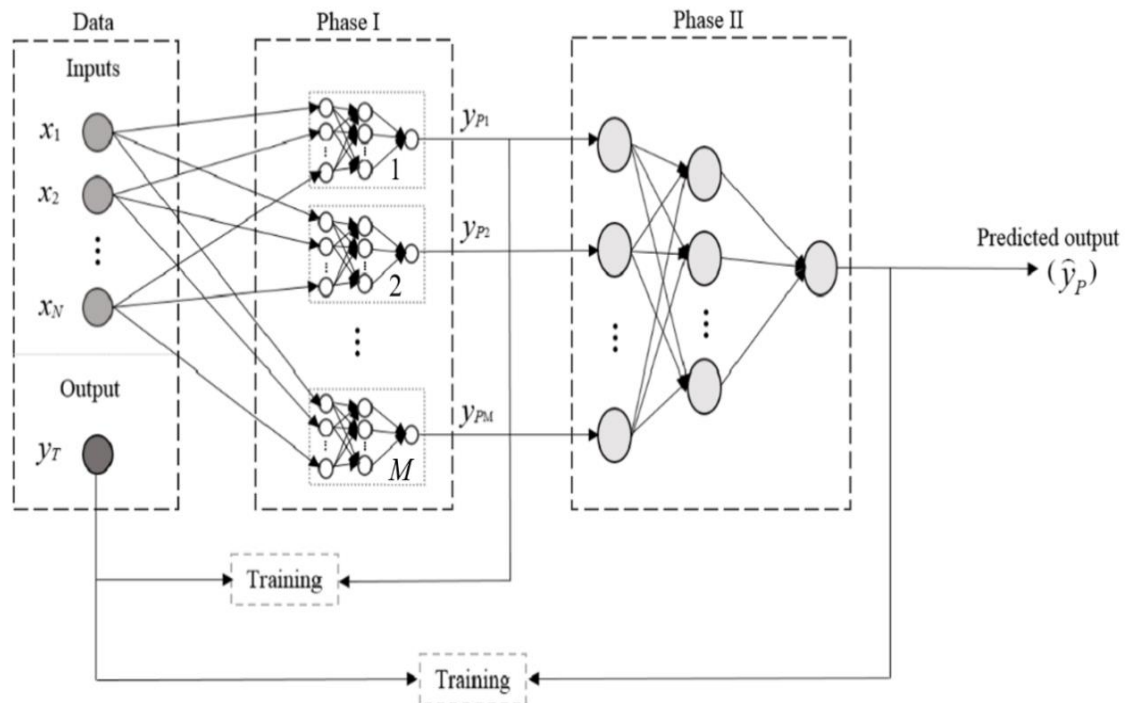 Data
Phase I
Phase II
Inputs
x1
x2
xN
Output
yT
1
2
M
yP1
yP2
yPM
Predicted output
(ŷP)
Training
Training